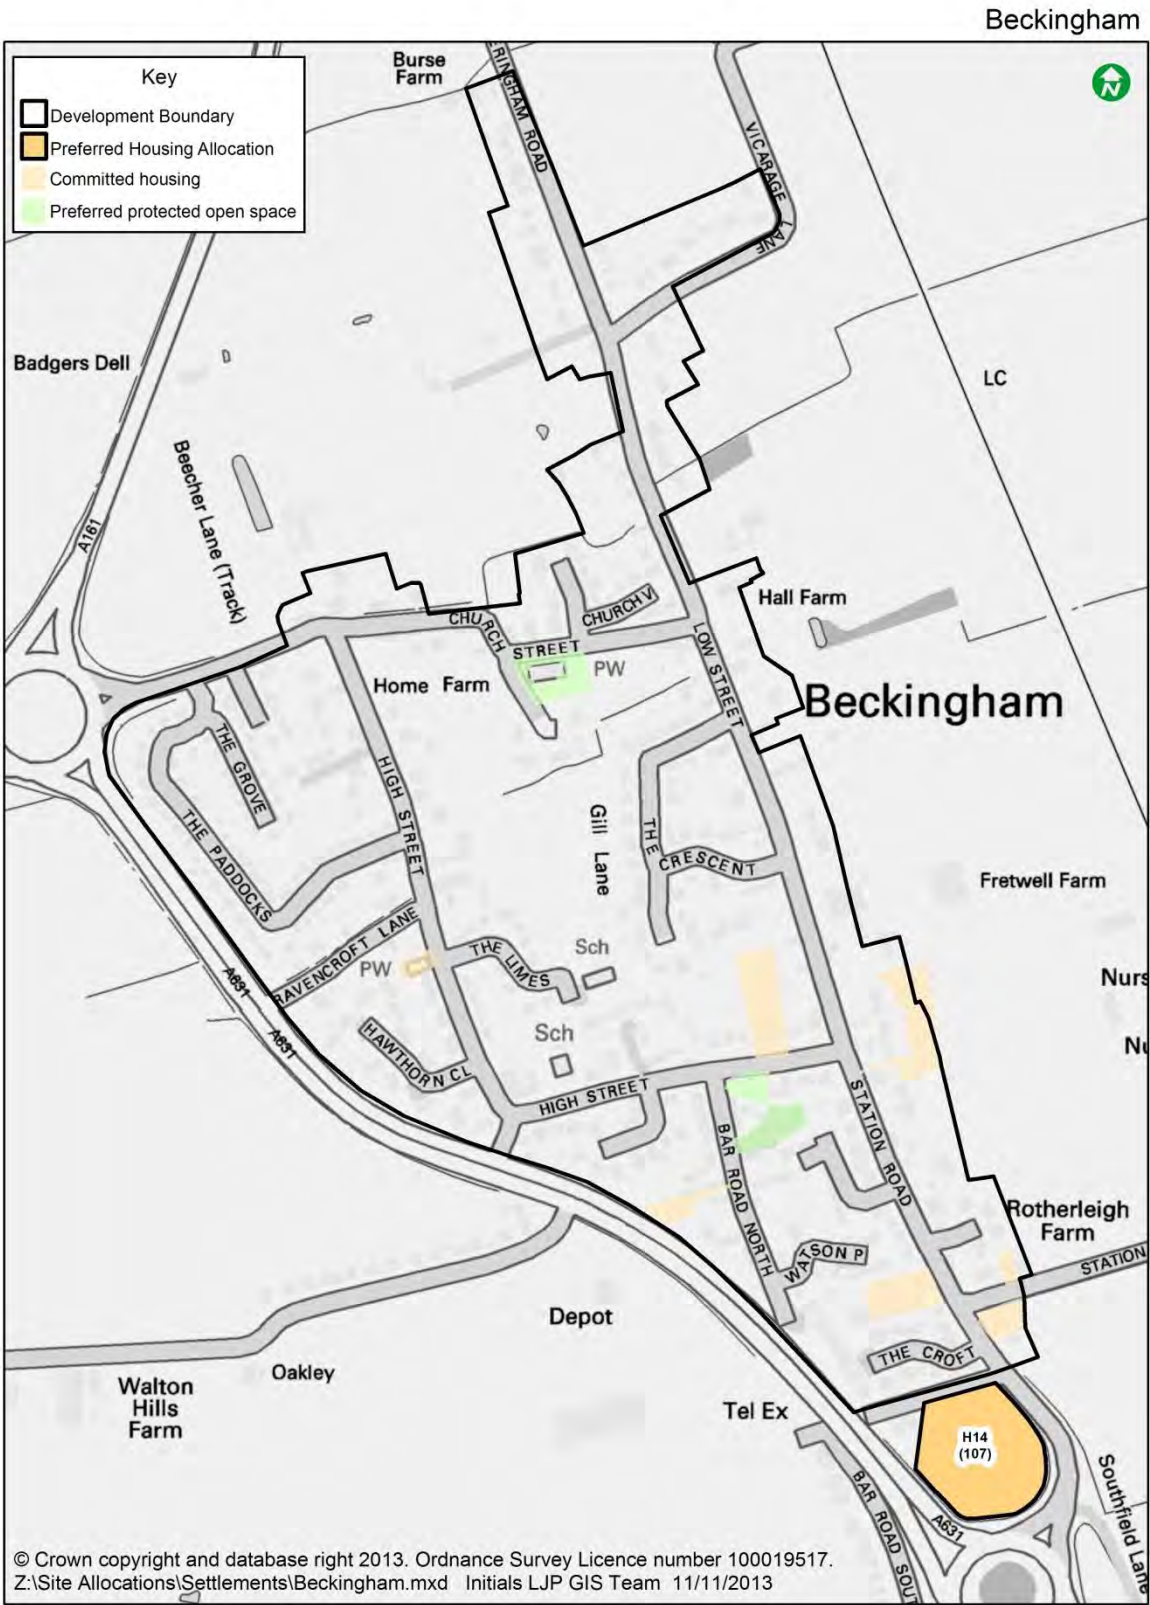 Beckingham
Key
Development Boundary
Preferred Housing Allocation
Committed housing
Preferred protected open space
N
Burse
Farm
ERINGHAM ROAD
VICARAGE
LANE
Badgers Dell
LC
Beecher Lane (Track)
A161
CHURCH V
Hall Farm
CHURCH
STREET
PW
LOW STREET
Home Farm
Beckingham
THE GROVE
HIGH STREET
THE PADDOCKS
Gill Lane
THE
CRESCENT
Fretwell Farm
RAVENCROFT LANE
PW
THE LIMES
Sch
Nurs
A631
A631
HAWTHORN CL
Sch
Nu
HIGH STREET
STATION ROAD
BAR ROAD NORTH
Rotherleigh
Farm
WATSON P
STATION
Depot
THE CROFT
Oakley
Walton
Hills
Farm
Tel Ex
H14
(107)
BAR ROAD SOUT
A631
Southfield Lane
© Crown copyright and database right 2013. Ordnance Survey Licence number 100019517.
Z:\Site Allocations\Settlements\Beckingham.mxd Initials LJP GIS Team 11/11/2013